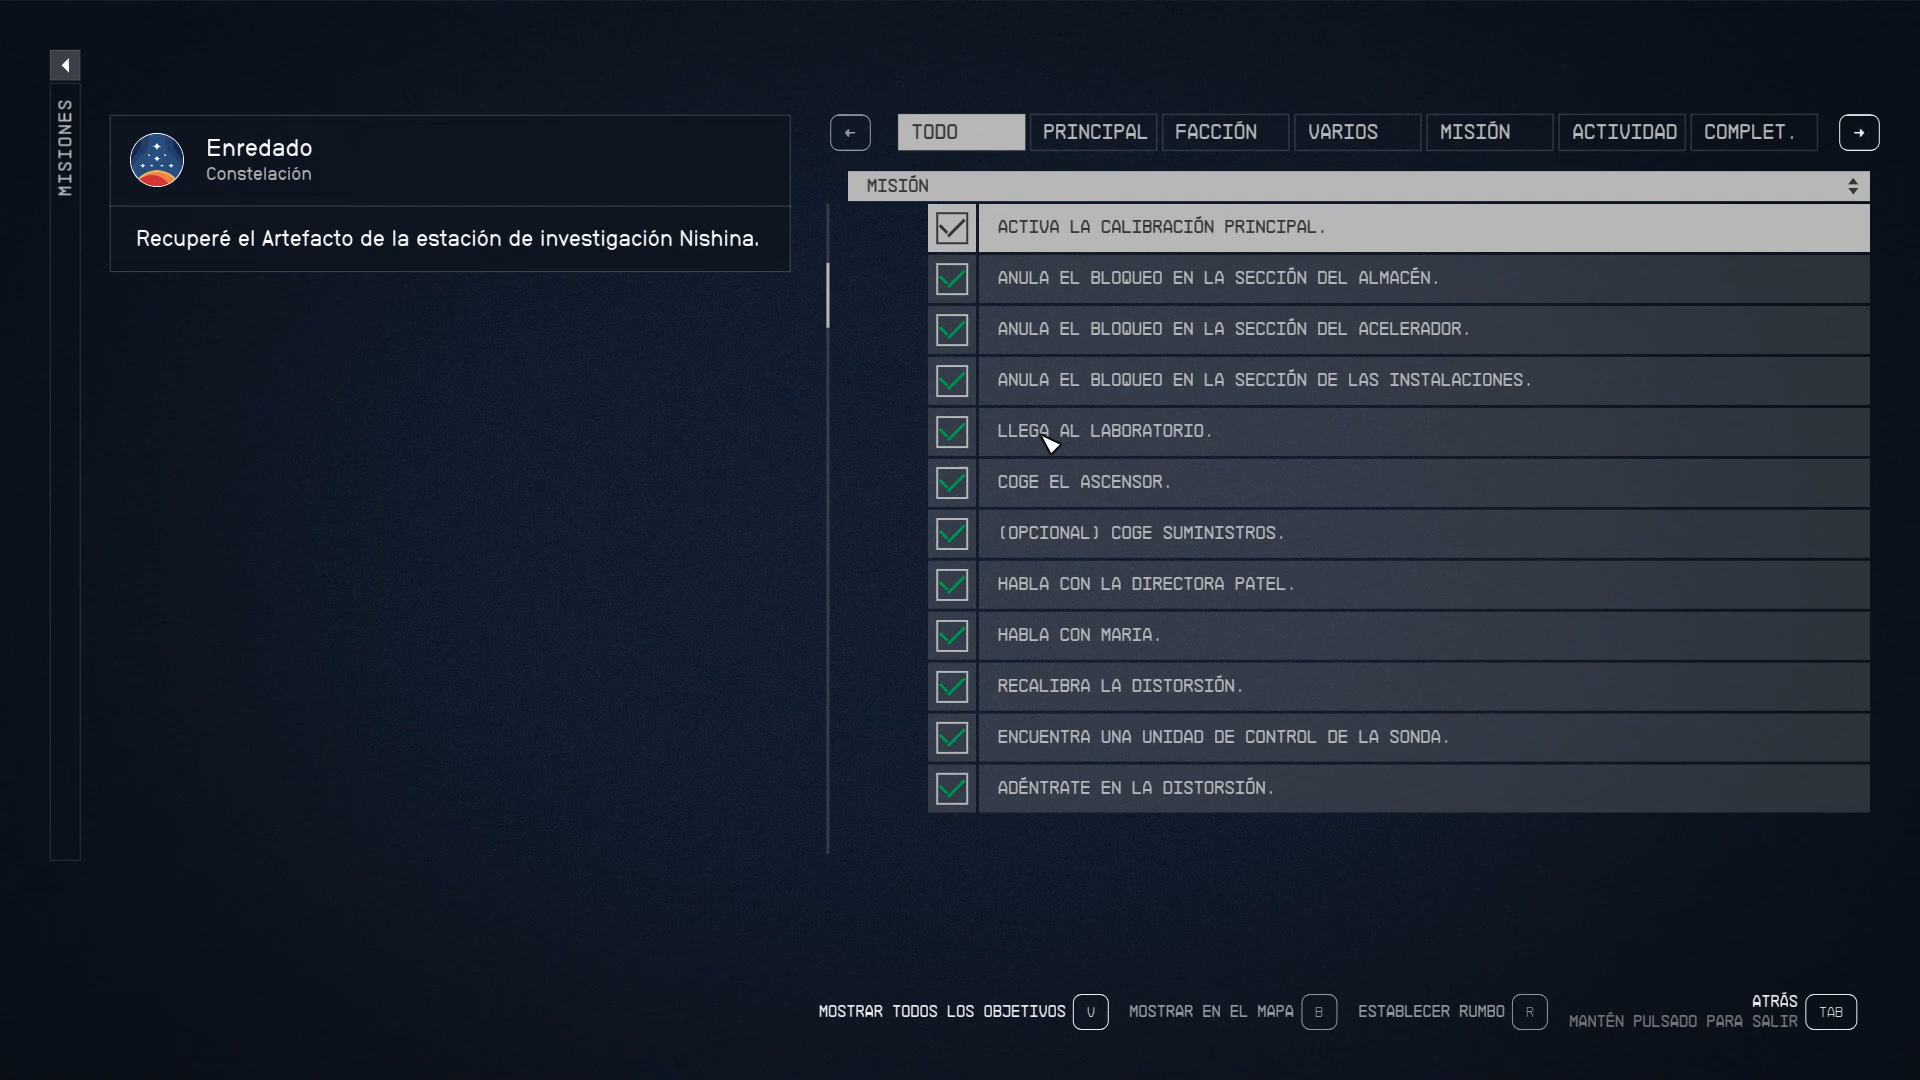 MISIONES
Enredado
Constelación
Recuperé el Artefacto de la estación de investigación Nishina.
TODO
PRINCIPAL
FACCIÓN
VARIOS
MISIÓN
ACTIVIDAD
COMPLET.
MISIÓN
ACTIVA LA CALIBRACIÓN PRINCIPAL.
ANULA EL BLOQUEO EN LA SECCIÓN DEL ALMACÉN.
ANULA EL BLOQUEO EN LA SECCIÓN DEL ACELERADOR.
ANULA EL BLOQUEO EN LA SECCIÓN DE LAS INSTALACIONES.
LLEGA AL LABORATORIO.
COGE EL ASCENSOR.
(OPCIONAL) COGE SUMINISTROS.
HABLA CON LA DIRECTORA PATEL.
HABLA CON MARIA.
RECALIBRA LA DISTORSIÓN.
ENCUENTRA UNA UNIDAD DE CONTROL DE LA SONDA.
ADÉNTRATE EN LA DISTORSIÓN.
MOSTRAR TODOS LOS OBJETIVOS V
MOSTRAR EN EL MAPA B
ESTABLECER RUMBO R
ATRÁS
MANTÉN PULSADO PARA SALIR TAB